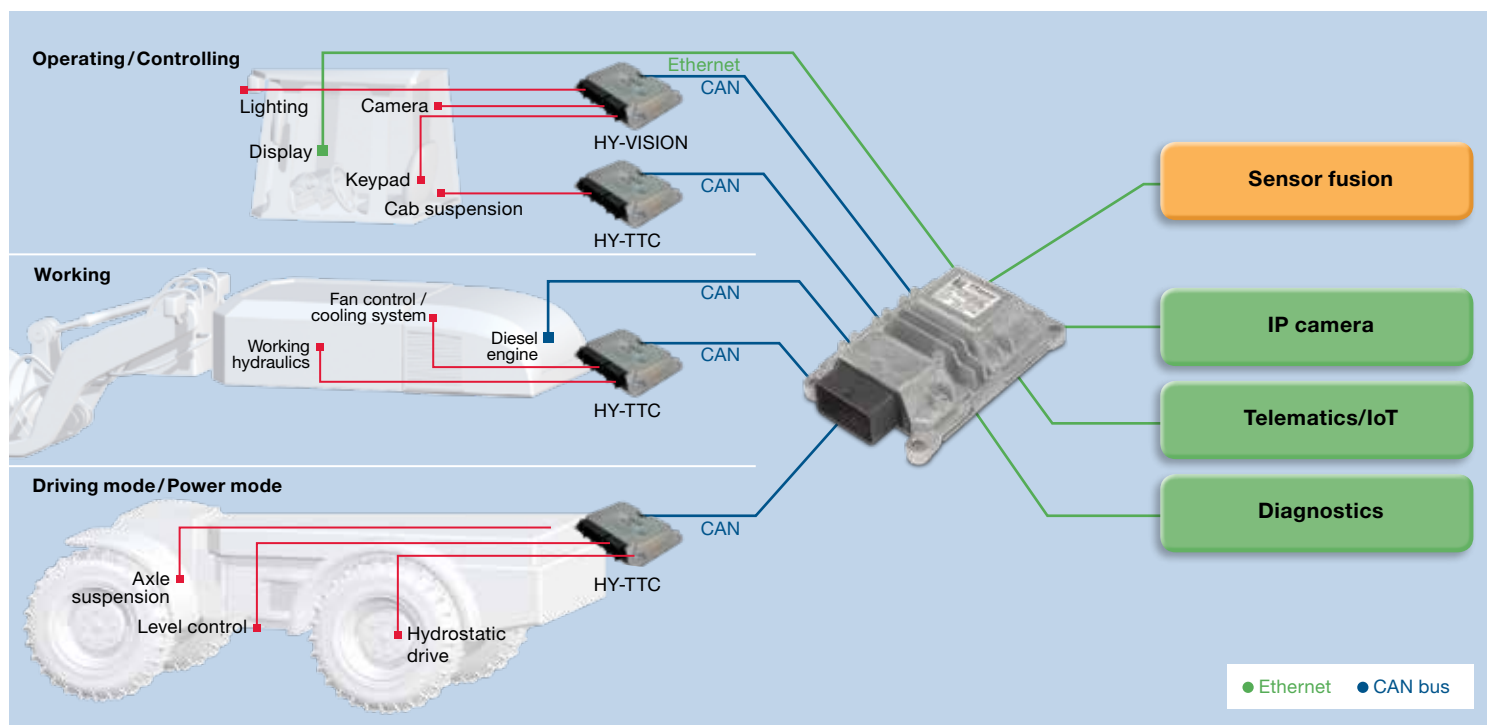 Operating/Controlling
Ethernet
CAN
Lighting
Camera
HY-VISION
Display
Keypad
CAN
Cab suspension
HY-TTC
Sensor fusion
Working
CAN
Fan control /
cooling system
Diesel
engine
Working
hydraulics
CAN
HY-TTC
IP camera
Telematics/IoT
Driving mode/Power mode
CAN
Diagnostics
Axle
suspension
HY-TTC
Level control
Hydrostatic
drive
Ethernet
CAN bus